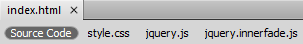 index.html ×
Source Code style.css jquery.js jquery.innerfade.js